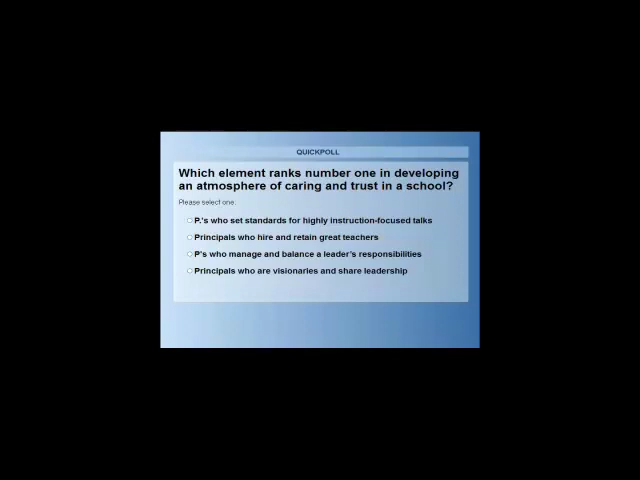 QUICKPOLL
Which element ranks number one in developing
an atmosphere of caring and trust in a school?
Please select one:
P.'s who set standards for highly instruction-focused talks
Principals who hire and retain great teachers
P's who manage and balance a leader's responsibilities
Principals who are visionaries and share leadership